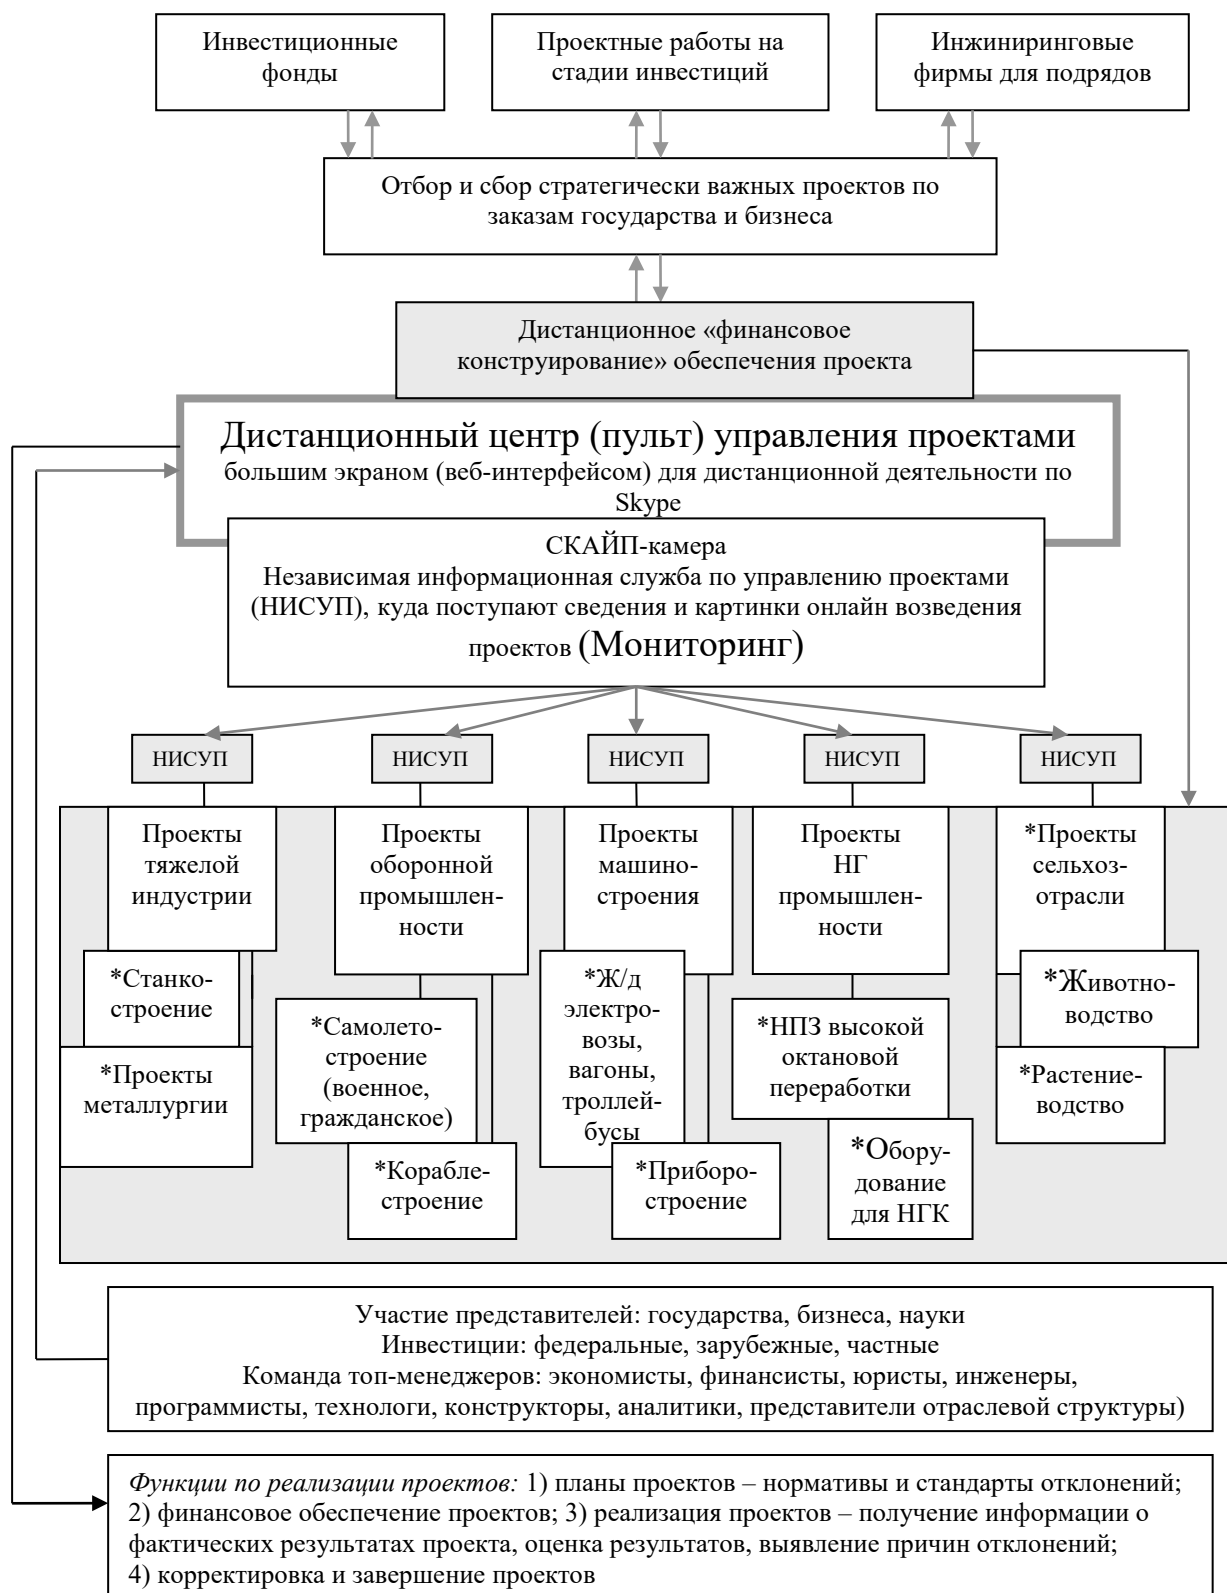 Инвестиционные
фонды
Проектные работы на
стадии инвестиций
Инжиниринговые
фирмы для подрядов
Отбор и сбор стратегически важных проектов по
заказам государства и бизнеса
Дистанционное «финансовое
конструирование» обеспечения проекта
Дистанционный центр (пульт) управления проектами
большим экраном (веб-интерфейсом) для дистанционной деятельности по
Skype
СКАЙП-камера
Независимая информационная служба по управлению проектами
(НИСУП), куда поступают сведения и картинки онлайн возведения
проектов (Мониторинг)
НИСУП
НИСУП
НИСУП
НИСУП
НИСУП
Проекты
тяжелой
индустрии
*Станко-
строение
*Проекты
металлургии
Проекты
оборонной
промышлен-
ности
*Самолето-
строение
(военное,
гражданское)
*Корабле-
строение
Проекты
машино-
строения
*Ж/д
электро-
возы,
вагоны,
троллей-
бусы
*Приборо-
строение
Проекты
НГ
промышлен-
ности
*НПЗ высокой
октановой
переработки
*Обору-
дование
для НГК
*Проекты
сельхоз-
отрасли
*Животно-
водство
*Растение-
водство
Участие представителей: государства, бизнеса, науки
Инвестиции: федеральные, зарубежные, частные
Команда топ-менеджеров: экономисты, финансисты, юристы, инженеры,
программисты, технологи, конструкторы, аналитики, представители отраслевой структуры)
Функции по реализации проектов: 1) планы проектов – нормативы и стандарты отклонений;
2) финансовое обеспечение проектов; 3) реализация проектов – получение информации о
фактических результатах проекта, оценка результатов, выявление причин отклонений;
4) корректировка и завершение проектов